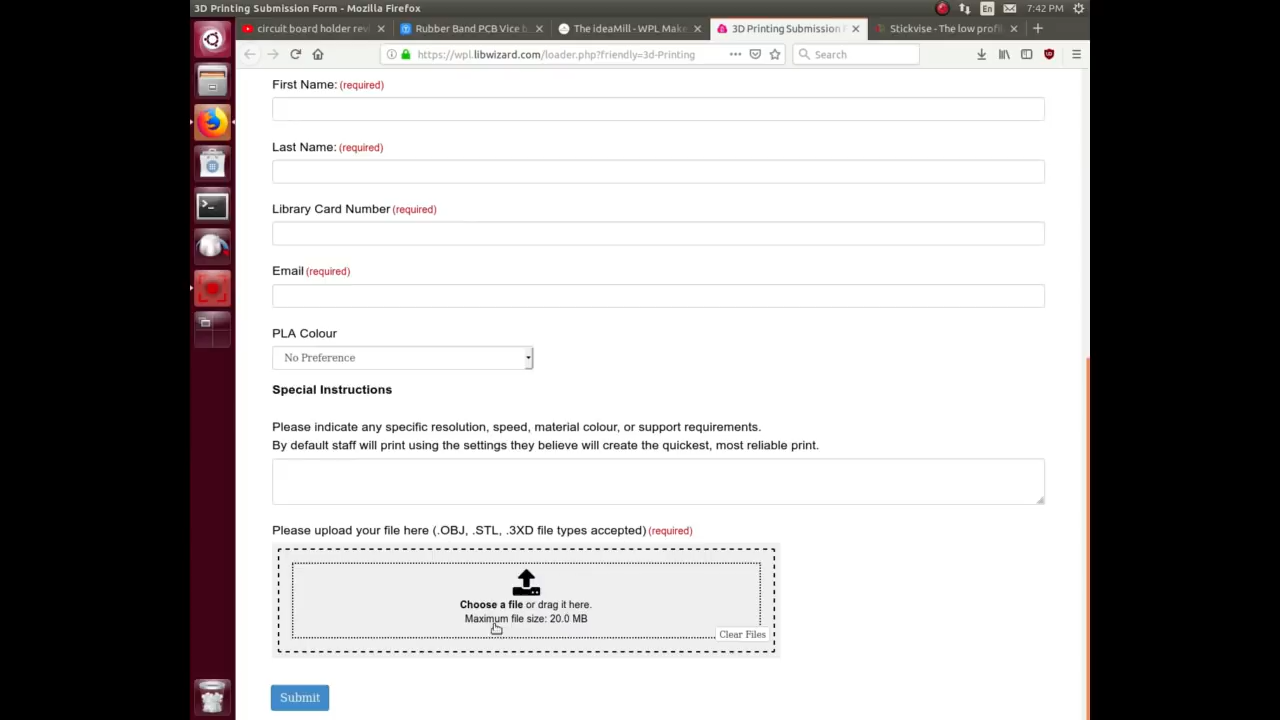 3D Printing Submission Form - Mozilla Firefox
En
7:42 PM
circuit board holder revi
Rubber Band PCB Vice b
The ideaMill - WPL Make
3D Printing Submission F
Stickvise - The low profi
https://wpl.libwizard.com/loader.php?friendly=3d-Printing
Search
First Name: (required)
Last Name: (required)
Library Card Number (required)
Email (required)
PLA Colour
No Preference
Special Instructions
Please indicate any specific resolution, speed, material colour, or support requirements.
By default staff will print using the settings they believe will create the quickest, most reliable print.
Please upload your file here (.OBJ, .STL, .3XD file types accepted) (required)
Choose a file or drag it here.
Maximum file size: 20.0 MB
Clear Files
Submit